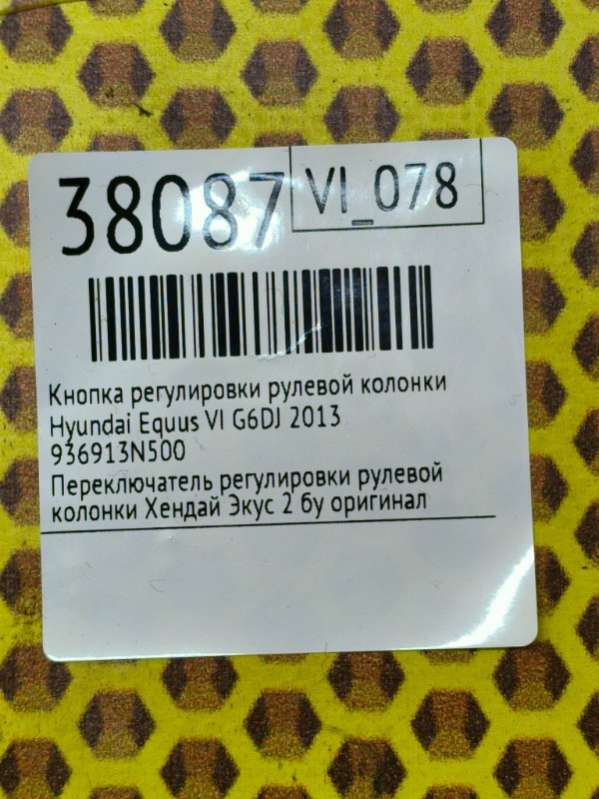 38087 VI_078
Кнопка регулировки рулевой колонки
Hyundai Equus VI G6DJ 2013
936913N500
Переключатель регулировки рулевой
колонки Хендай Экус 2 бу оригинал